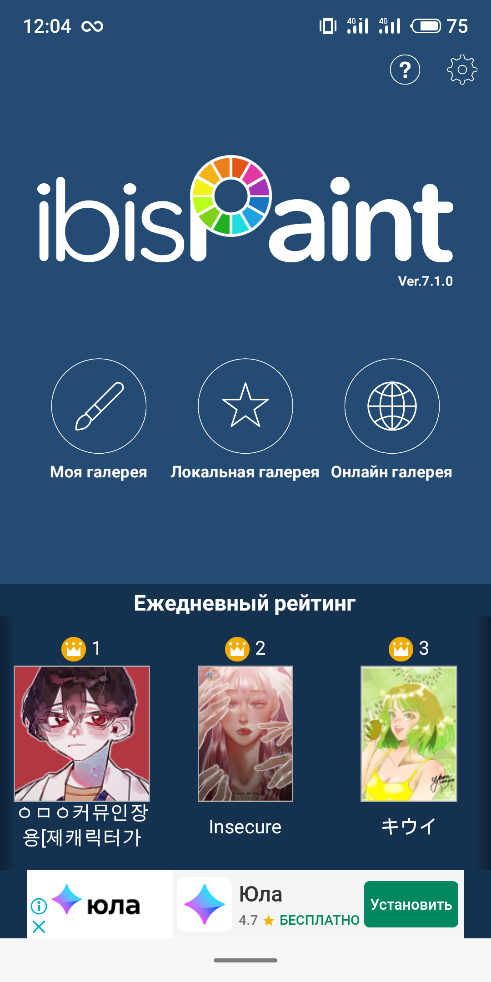 12:04
4G 4G 75
?
ibisPaint
Ver.7.1.0
Моя галерея
Локальная галерея
Онлайн галерея
Ежедневный рейтинг
1
2
3
ㅇㅁㅇ커뮤인장
용[제캐릭터가
Insecure
キウイ
юла
Юла
4.7 ★ БЕСПЛАТНО
Установить